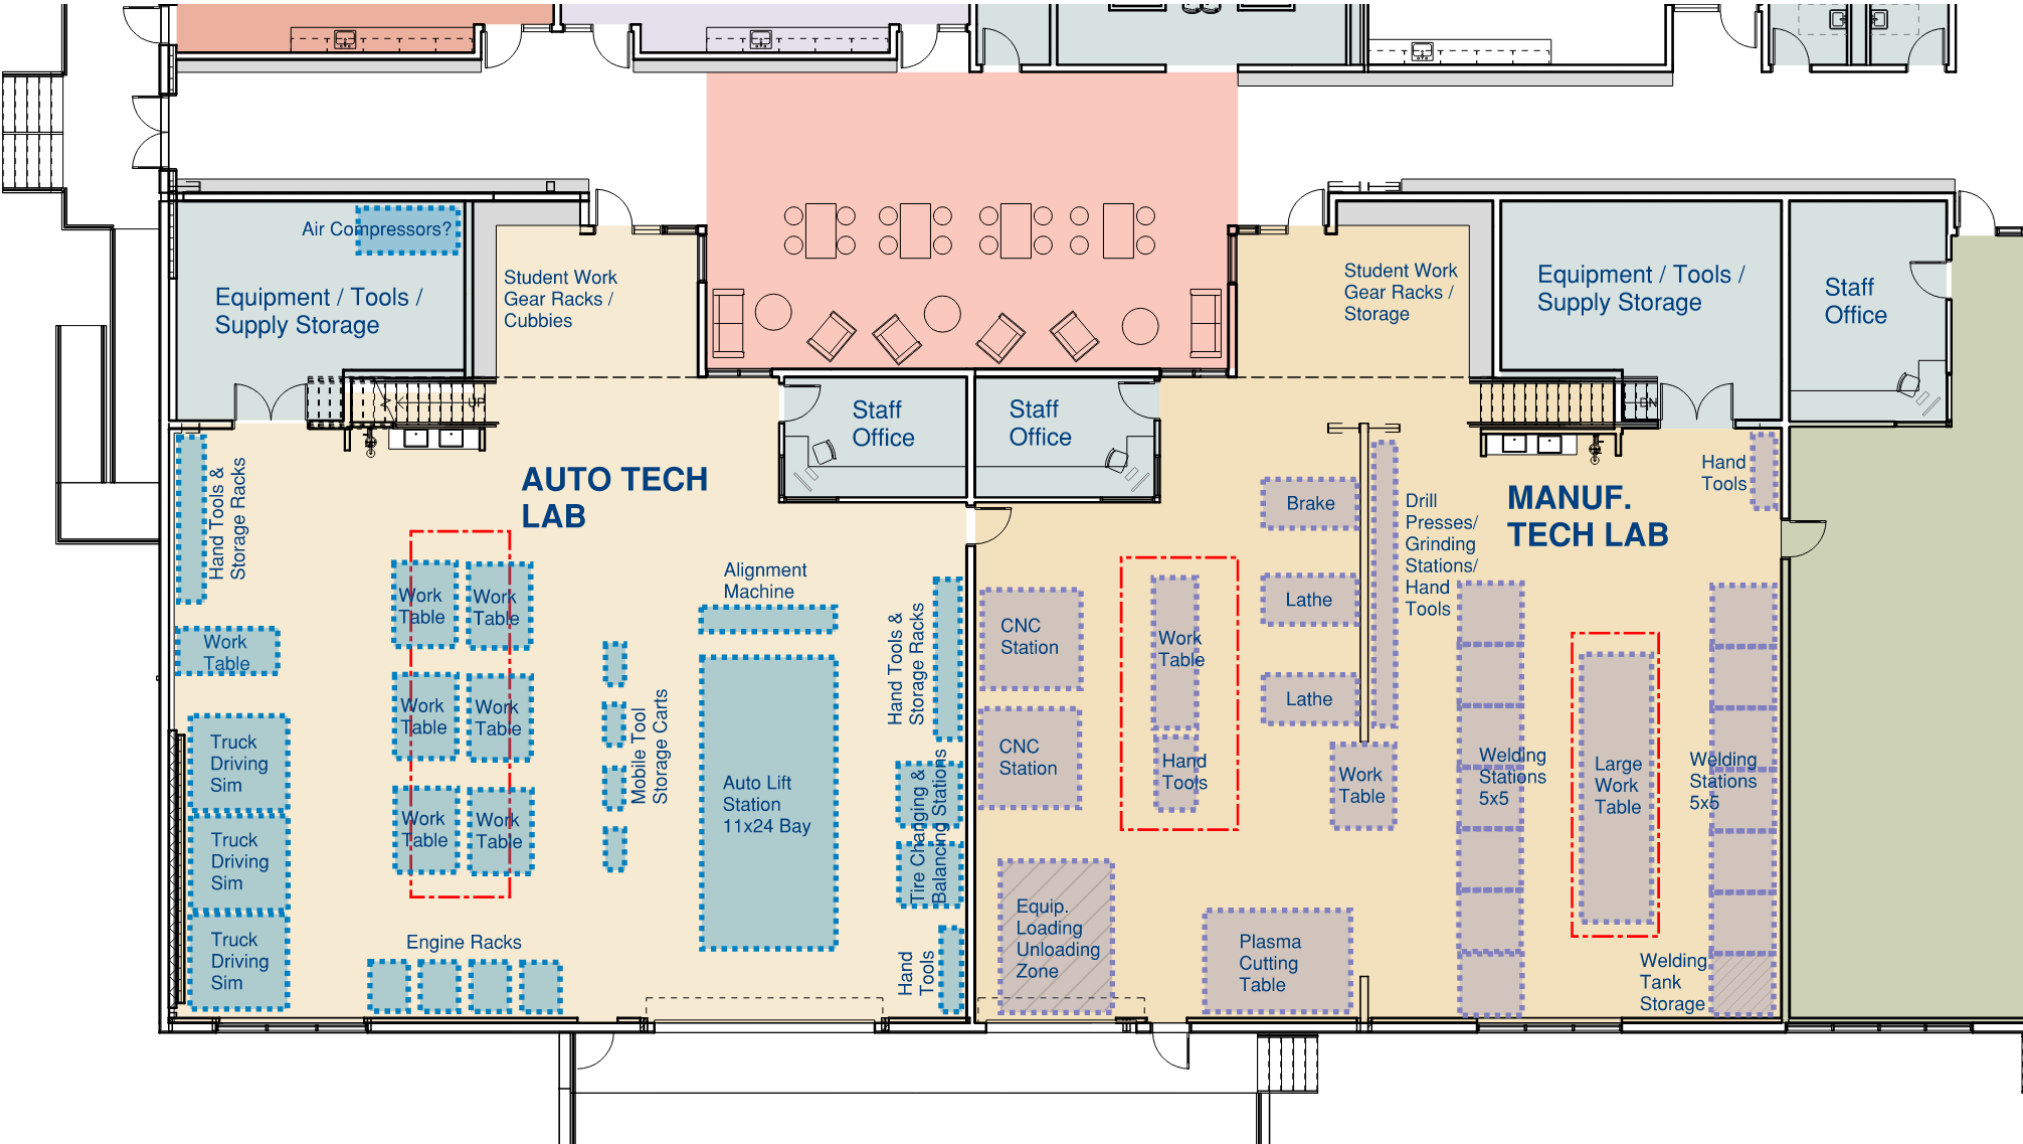 Air Compressors?
Equipment / Tools /
Supply Storage
Student Work
Gear Racks /
Cubbies
UP
Staff
Office
Hand Tools &
Storage Racks
AUTO TECH
LAB
Work
Table
Work
Table
Work
Table
Work
Table
Work
Table
Work
Table
Work
Table
Truck
Driving
Sim
Truck
Driving
Sim
Truck
Driving
Sim
Engine Racks
Mobile Tool
Storage Carts
Alignment
Machine
Auto Lift
Station
11x24 Bay
Hand Tools &
Storage Racks
Tire Changing &
Balancing Stations
Hand
Tools
Student Work
Gear Racks /
Storage
Equipment / Tools /
Supply Storage
Staff
Office
Staff
Office
DN
MANUF.
TECH LAB
Hand
Tools
Brake
Lathe
Lathe
Drill
Presses/
Grinding
Stations/
Hand
Tools
CNC
Station
CNC
Station
Work
Table
Hand
Tools
Work
Table
Equip.
Loading
Unloading
Zone
Plasma
Cutting
Table
Welding
Stations
5x5
Large
Work
Table
Welding
Stations
5x5
Welding
Tank
Storage